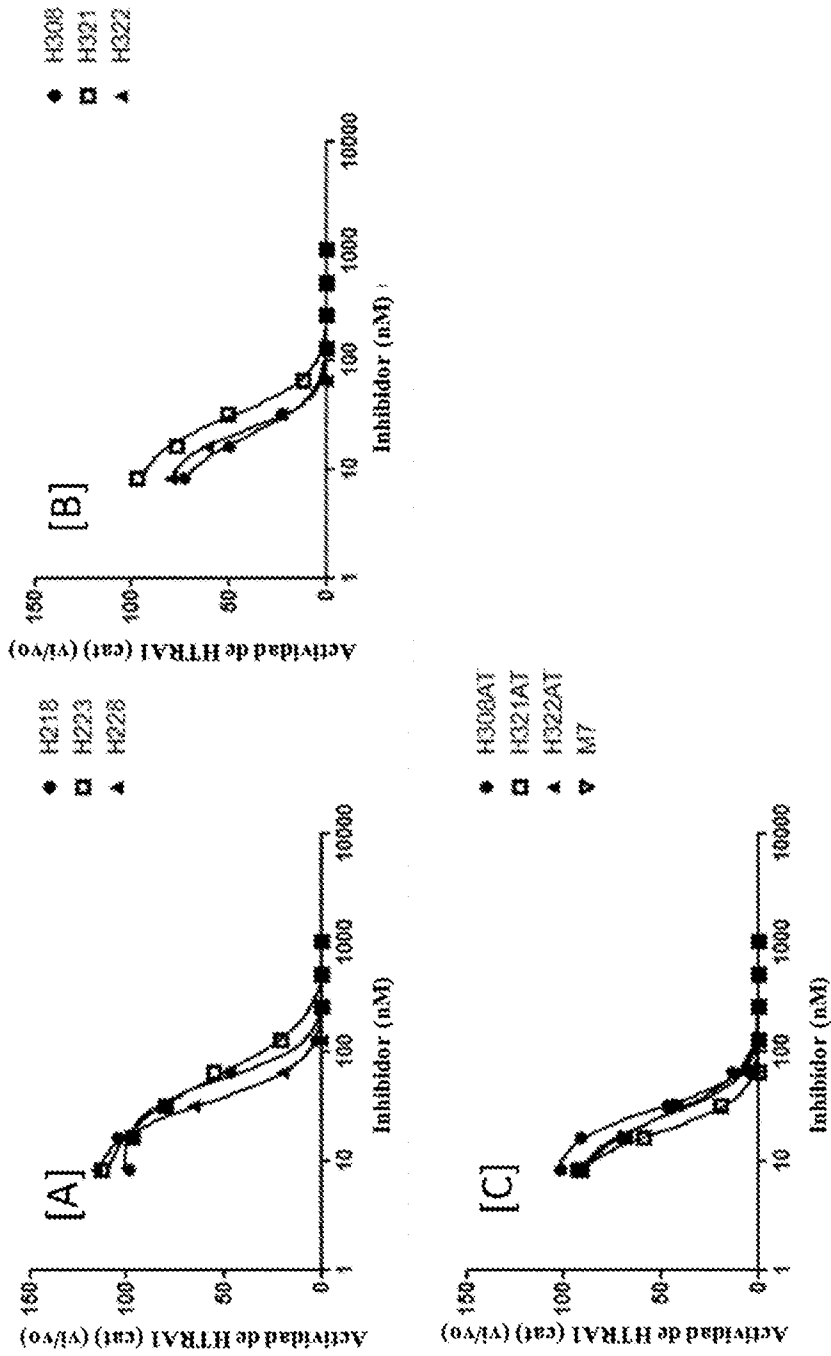 [A]
Actividad de HTRA1 (cat) (vi/vo)
150
100
50
0
1
10
100
1000
10000
Inhibidor (nM)
H218
H223
H228
[B]
Actividad de HTRA1 (cat) (vi/vo)
150
100
50
0
1
10
100
1000
10000
Inhibidor (nM)
H308
H321
H322
[C]
Actividad de HTRA1 (cat) (vi/vo)
150
100
50
0
1
10
100
1000
10000
Inhibidor (nM)
H308AT
H321AT
H322AT
M7